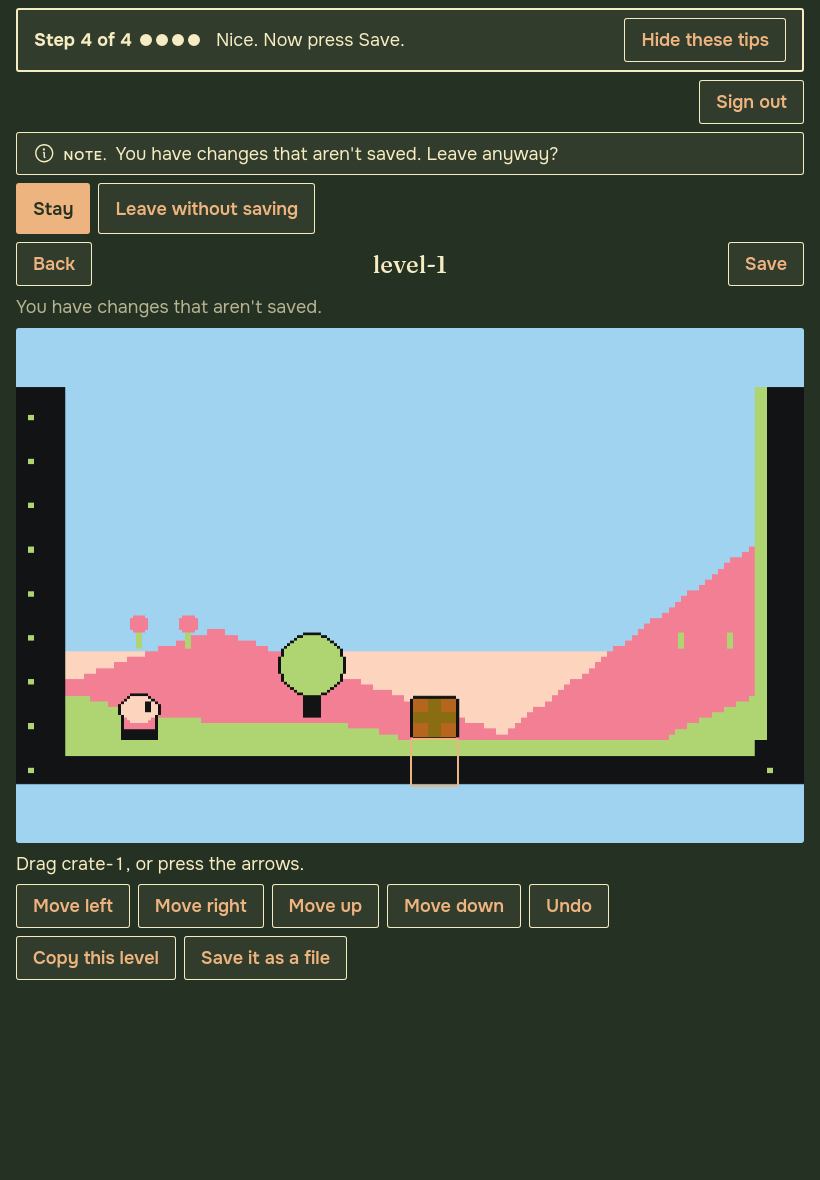 Step 4 of 4 Nice. Now press Save. Hide these tips
Sign out
NOTE. You have changes that aren't saved. Leave anyway?
Stay Leave without saving
Back level-1 Save
You have changes that aren't saved.
Drag crate-1, or press the arrows.
Move left Move right Move up Move down Undo
Copy this level Save it as a file